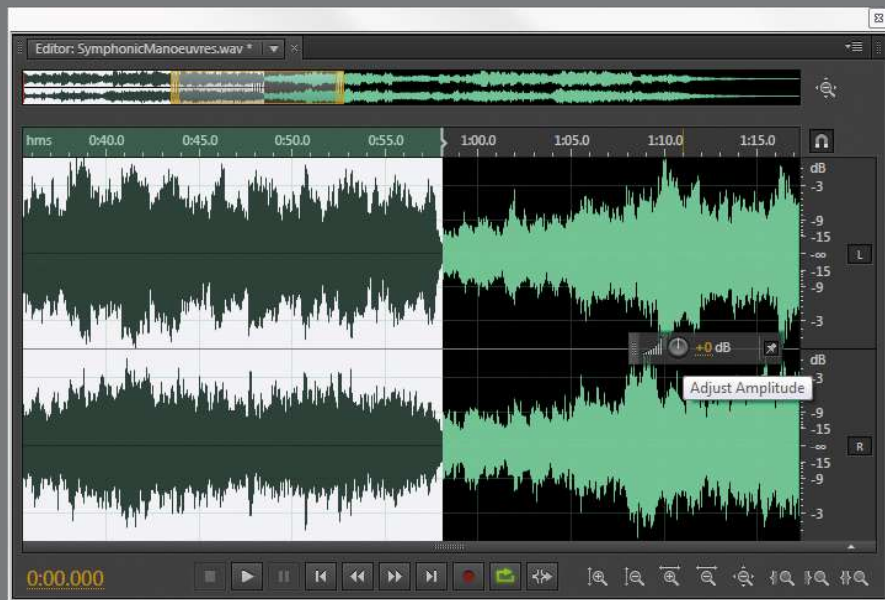 Editor: SymphonicManoeuvres.wav *
hms 0:40.0 0:45.0 0:50.0 0:55.0 1:00.0 1:05.0 1:10.0 1:15.0
dB
-3
-9
-15
-∞
-15
-9
-3
L
+0 dB
Adjust Amplitude
dB
-3
-9
-15
-∞
-15
-9
-3
R
0:00.000